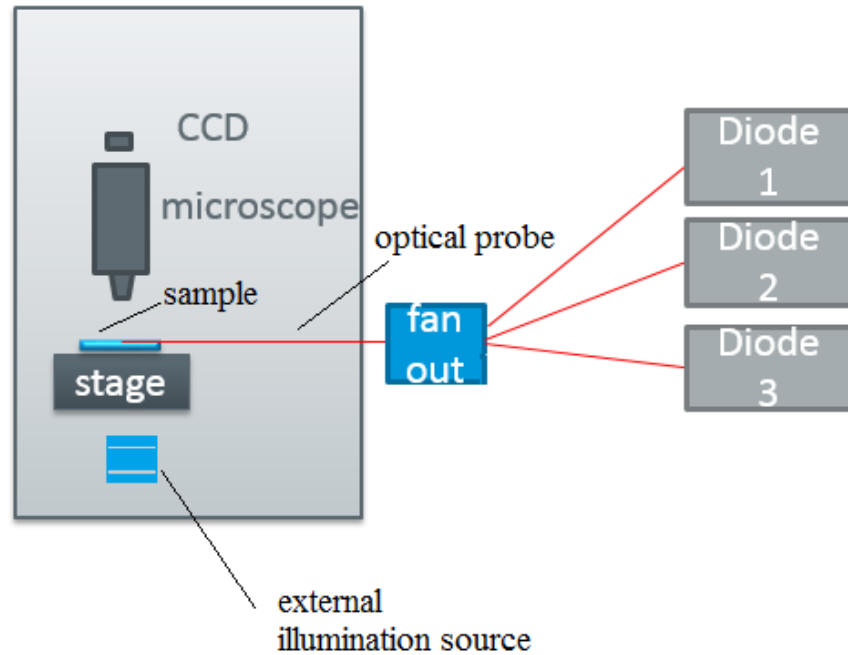 CCD
microscope
optical probe
sample
stage
fan
out
Diode
1
Diode
2
Diode
3
external
illumination source